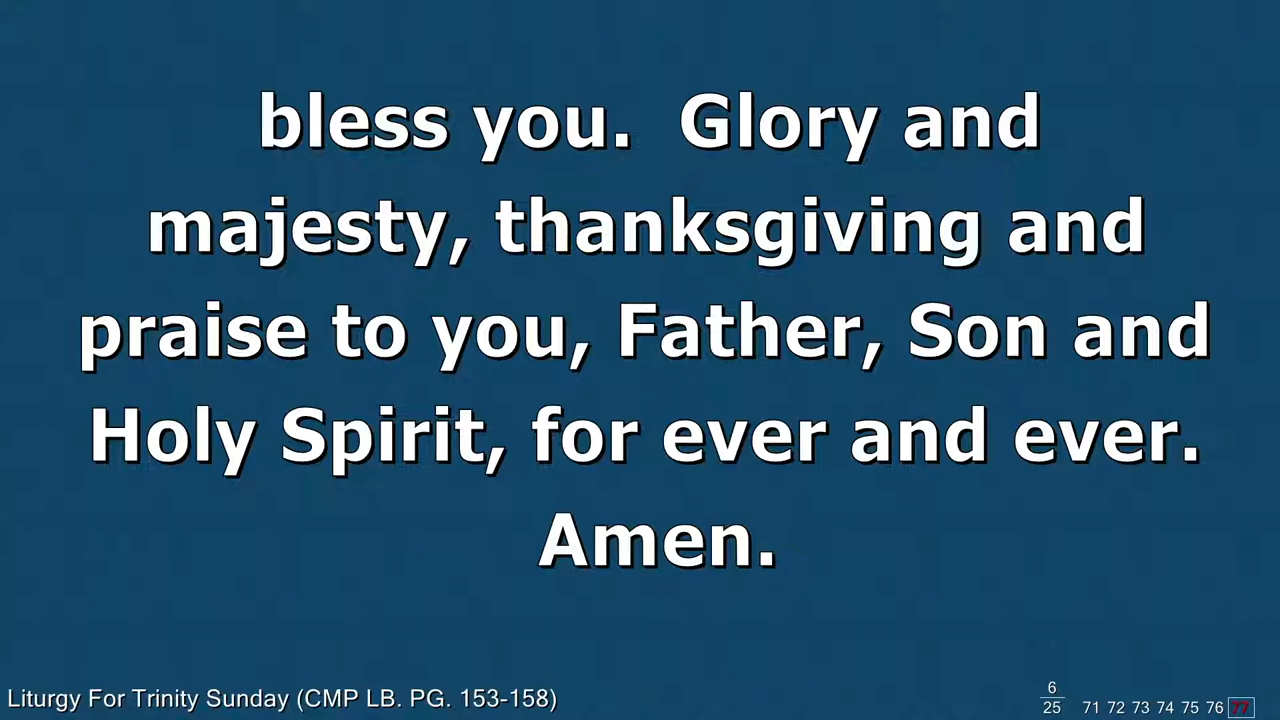 bless you.  Glory and
majesty, thanksgiving and
praise to you, Father, Son and
Holy Spirit, for ever and ever.
Amen.
Liturgy For Trinity Sunday (CMP LB. PG. 153-158)
6
25
71 72 73 74 75 76 77